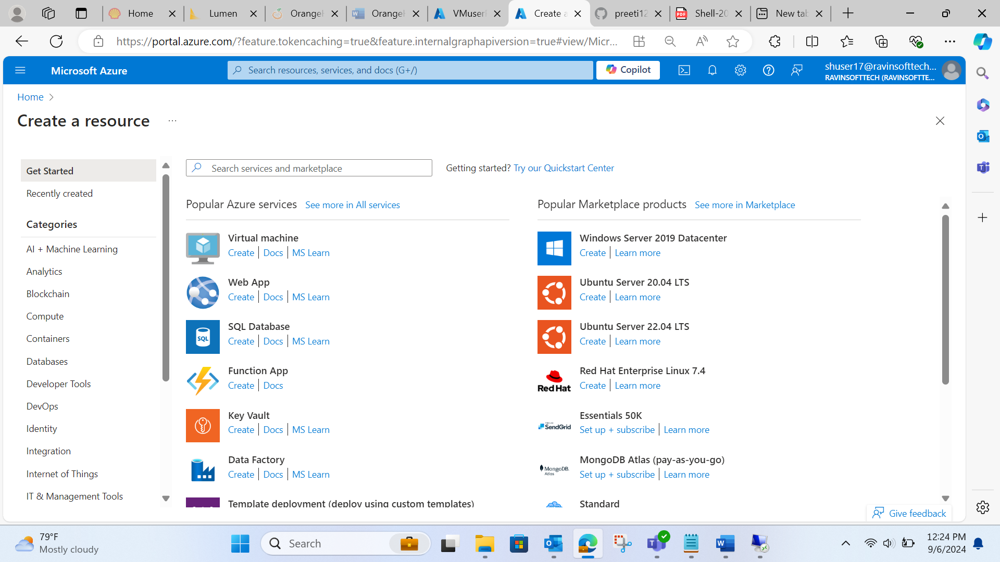 Home
Lumen
OrangeH
OrangeH
VMuserl
Create a
preeti12
Shell-20
New tab
https://portal.azure.com/?feature.tokencaching=true&feature.internalgraphapiversion=true#view/Micr...
Microsoft Azure
Search resources, services, and docs (G+/)
Copilot
shuser17@ravinsofttech...
RAVINSOFTTECH (RAVINSOFTTE...
Home
Create a resource
...
Get Started
Recently created
Categories
AI + Machine Learning
Analytics
Blockchain
Compute
Containers
Databases
Developer Tools
DevOps
Identity
Integration
Internet of Things
IT & Management Tools
Search services and marketplace
Getting started? Try our Quickstart Center
Popular Azure services See more in All services
Virtual machine
Create | Docs | MS Learn
Web App
Create | Docs | MS Learn
SQL
SQL Database
Create | Docs | MS Learn
Function App
Create | Docs
Key Vault
Create | Docs | MS Learn
Data Factory
Create | Docs | MS Learn
Template deployment (deploy using custom templates)
Popular Marketplace products See more in Marketplace
Windows Server 2019 Datacenter
Create | Learn more
Ubuntu Server 20.04 LTS
Create | Learn more
Ubuntu Server 22.04 LTS
Create | Learn more
Red Hat
Red Hat Enterprise Linux 7.4
Create | Learn more
SendGrid
Essentials 50K
Set up + subscribe | Learn more
MongoDB. Atlas
MongoDB Atlas (pay-as-you-go)
Set up + subscribe | Learn more
Standard
Give feedback
79°F
Mostly cloudy
Search
12:24 PM
9/6/2024